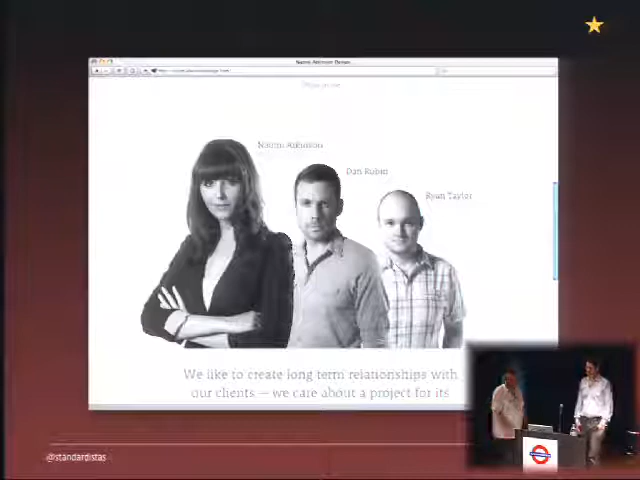 Naomi Atkinson
Dan Rubin
Ryan Taylor
We like to create long term relationships with
our clients — we care about a project for its
@standardistas